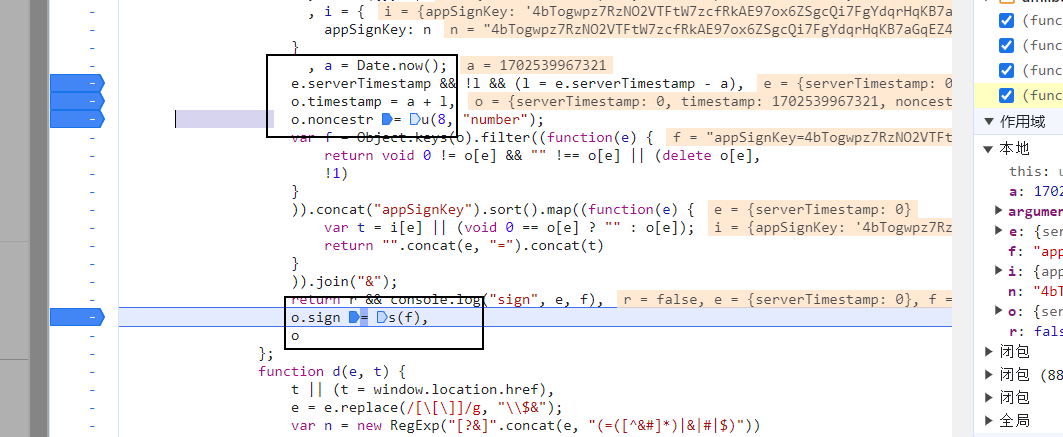 , i = { i = {appSignKey: '4bTogwpz7RzNO2VTFtW7zcfRkAE97ox6ZSgcQi7FgYdqrHqKB7a
appSignKey: n n = "4bTogwpz7RzNO2VTFtW7zcfRkAE97ox6ZSgcQi7FgYdqrHqKB7aGqEZ4
}
, a = Date.now(); a = 1702539967321
e.serverTimestamp && !l && (l = e.serverTimestamp - a), e = {serverTimestamp: 0
o.timestamp = a + l, o = {serverTimestamp: 0, timestamp: 1702539967321, noncest
o.noncestr = u(8, "number");
var f = Object.keys(o).filter((function(e) { f = "appSignKey=4bTogwpz7RzNO2VTFt
return void 0 != o[e] && "" !== o[e] || (delete o[e],
!1)
}
)).concat("appSignKey").sort().map((function(e) { e = {serverTimestamp: 0}
var t = i[e] || (void 0 == o[e] ? "" : o[e]); i = {appSignKey: '4bTogwpz7Rz
return "".concat(e, "=").concat(t)
}
)).join("&");
return r && console.log("sign", e, f), r = false, e = {serverTimestamp: 0}, f =
o.sign = s(f),
o
};
function d(e, t) {
t || (t = window.location.href),
e = e.replace(/[\[\]]/g, "\\$&");
var n = new RegExp("[?&]".concat(e, "(=([^&#]*)|&|#|$)"))
(func
(func
(func
(func
作用域
本地
this: u
a: 1702
argumen
e: {ser
f: "app
i: {app
n: "4bT
o: {ser
r: fals
闭包
闭包 (88
闭包
全局